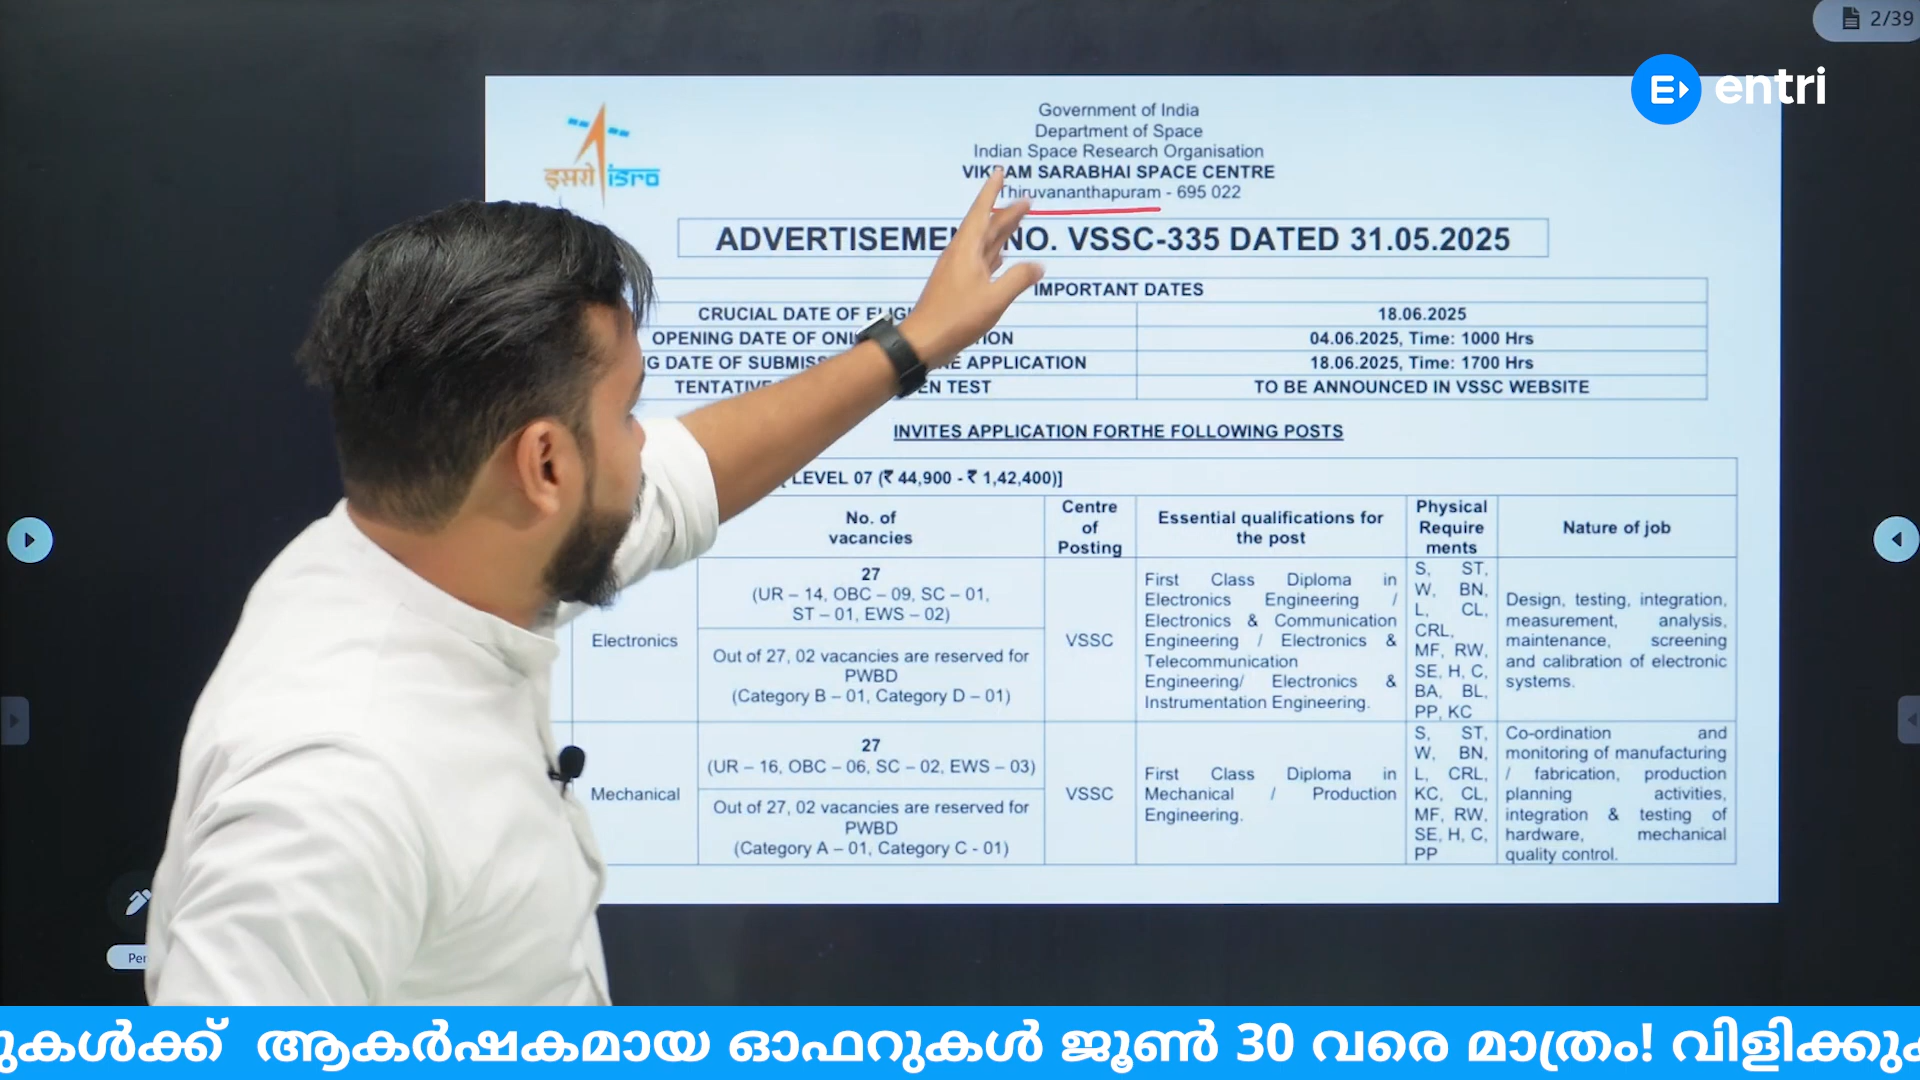 2/39
E entri
Government of India
Department of Space
Indian Space Research Organisation
VIKRAM SARABHAI SPACE CENTRE
Thiruvananthapuram - 695 022
इसरो isro
ADVERTISEMENT NO. VSSC-335 DATED 31.05.2025
IMPORTANT DATES
CRUCIAL DATE OF 18.06.2025
OPENING DATE OF 04.06.2025, Time: 1000 Hrs
DATE OF APPLICATION 18.06.2025, Time: 1700 Hrs
TENTATIVE TEST TO BE ANNOUNCED IN VSSC WEBSITE
INVITES APPLICATION FORTHE FOLLOWING POSTS
LEVEL 07 (₹ 44,900 - ₹ 1,42,400)]
No. of
vacancies
Centre
of
Posting
Essential qualifications for
the post
Physical
Require
ments
Nature of job
Electronics
27
(UR – 14, OBC – 09, SC – 01,
ST – 01, EWS – 02)
Out of 27, 02 vacancies are reserved for
PWBD
(Category B – 01, Category D – 01)
VSSC
First Class Diploma in
Electronics Engineering /
Electronics & Communication
Engineering / Electronics &
Telecommunication
Engineering/ Electronics &
Instrumentation Engineering.
S, ST,
W, BN,
L, CL,
CRL,
MF, RW,
SE, H, C,
BA, BL,
PP, KC
Design, testing, integration,
measurement, analysis,
maintenance, screening
and calibration of electronic
systems.
Mechanical
27
(UR – 16, OBC – 06, SC – 02, EWS – 03)
Out of 27, 02 vacancies are reserved for
PWBD
(Category A – 01, Category C - 01)
VSSC
First Class Diploma in
Mechanical / Production
Engineering.
S, ST,
W, BN,
L, CRL,
KC, CL,
MF, RW,
SE, H, C,
PP
Co-ordination and
monitoring of manufacturing
/ fabrication, production
planning activities,
integration & testing of
hardware, mechanical
quality control.
ആകർഷകമായ ഓഫറുകൾ ജൂൺ 30 വരെ മാത്രം!